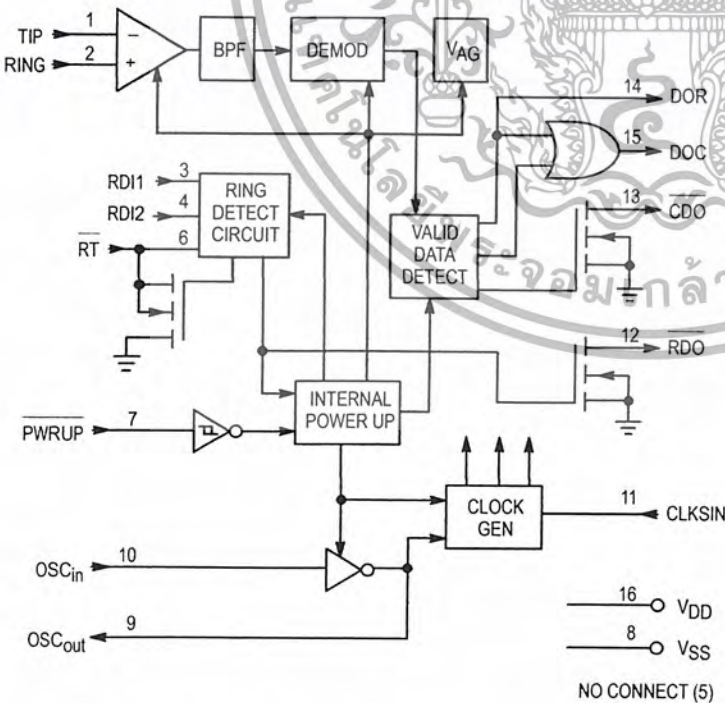 TIP 1
RING 2
− +
BPF
DEMOD
VAG
14 DOR
15 DOC
RDI1 3
RDI2 4
RT 6
RING
DETECT
CIRCUIT
VALID
DATA
DETECT
13 CDO
12 RDO
PWRUP 7
INTERNAL
POWER UP
CLOCK
GEN
11 CLKSIN
OSCin 10
OSCout 9
16 VDD
8 VSS
NO CONNECT (5)